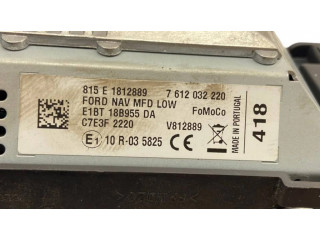 815 E 1812889 7 612 032 220
FORD NAV MFD LOW FoMoCo
E1BT 18B955 DA
C7E3F 2220 V812889
E1 10 R-03 5825 CE
MADE IN PORTUGAL
418